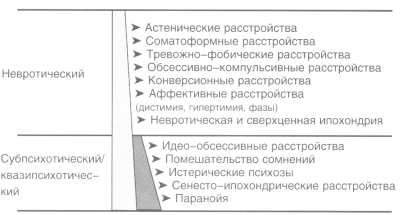 ➤ Астенические расстройства
➤ Соматоформные расстройства
➤ Тревожно–фобические расстройства
Невротический
➤ Обсессивно–компульсивные расстройства
➤ Конверсионные расстройства
➤ Аффективные расстройства
(дистимия, гипертимия, фазы)
➤ Невротическая и сверхценная ипохондрия
➤ Идео–обсессивные расстройства
Субпсихотический/
квазипсихотичес–
кий
➤ Помешательство сомнений
➤ Истерические психозы
➤ Сенесто–ипохондрические расстройства
➤ Паранойя